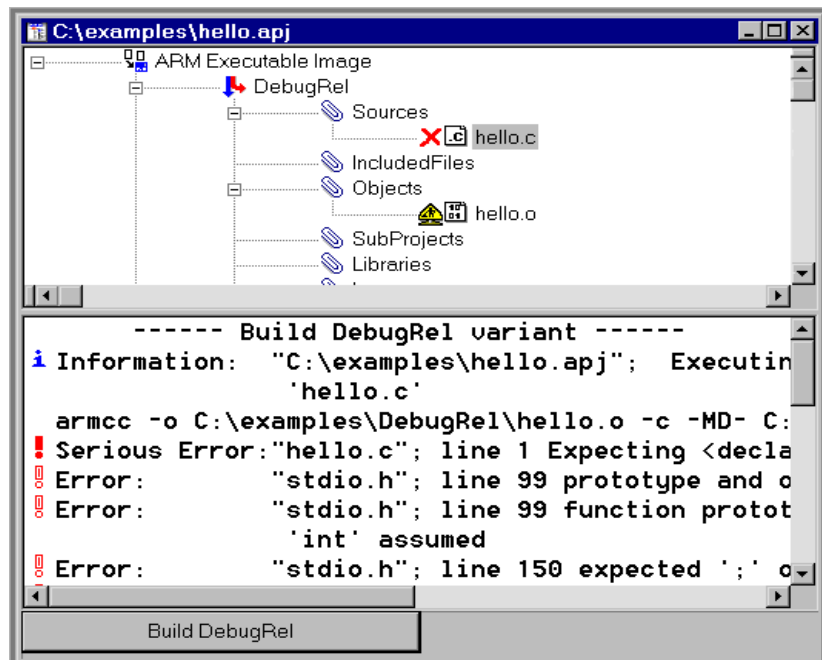 C:\examples\hello.apj
ARM Executable Image
DebugRel
Sources
.c hello.c
IncludedFiles
Objects
hello.o
SubProjects
Libraries
------ Build DebugRel variant ------
i Information: "C:\examples\hello.apj"; Executin
'hello.c'
armcc -o C:\examples\DebugRel\hello.o -c -MD- C:
Serious Error:"hello.c"; line 1 Expecting <decla
Error: "stdio.h"; line 99 prototype and o
Error: "stdio.h"; line 99 function protot
'int' assumed
Error: "stdio.h"; line 150 expected ';' o
Build DebugRel